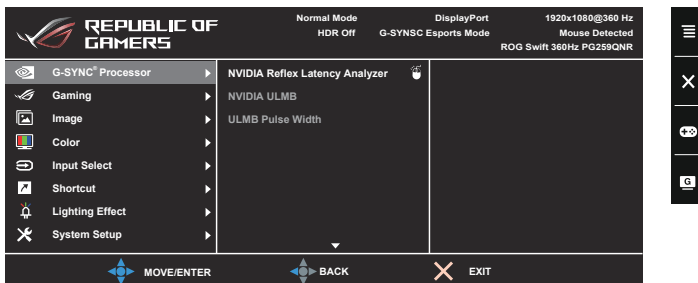 REPUBLIC OF
GAMERS
Normal Mode
HDR Off
DisplayPort
G-SYNSC Esports Mode
1920x1080@360 Hz
Mouse Detected
ROG Swift 360Hz PG259QNR
G-SYNC® Processor
Gaming
Image
Color
Input Select
Shortcut
Lighting Effect
System Setup
NVIDIA Reflex Latency Analyzer
NVIDIA ULMB
ULMB Pulse Width
MOVE/ENTER
BACK
EXIT
G